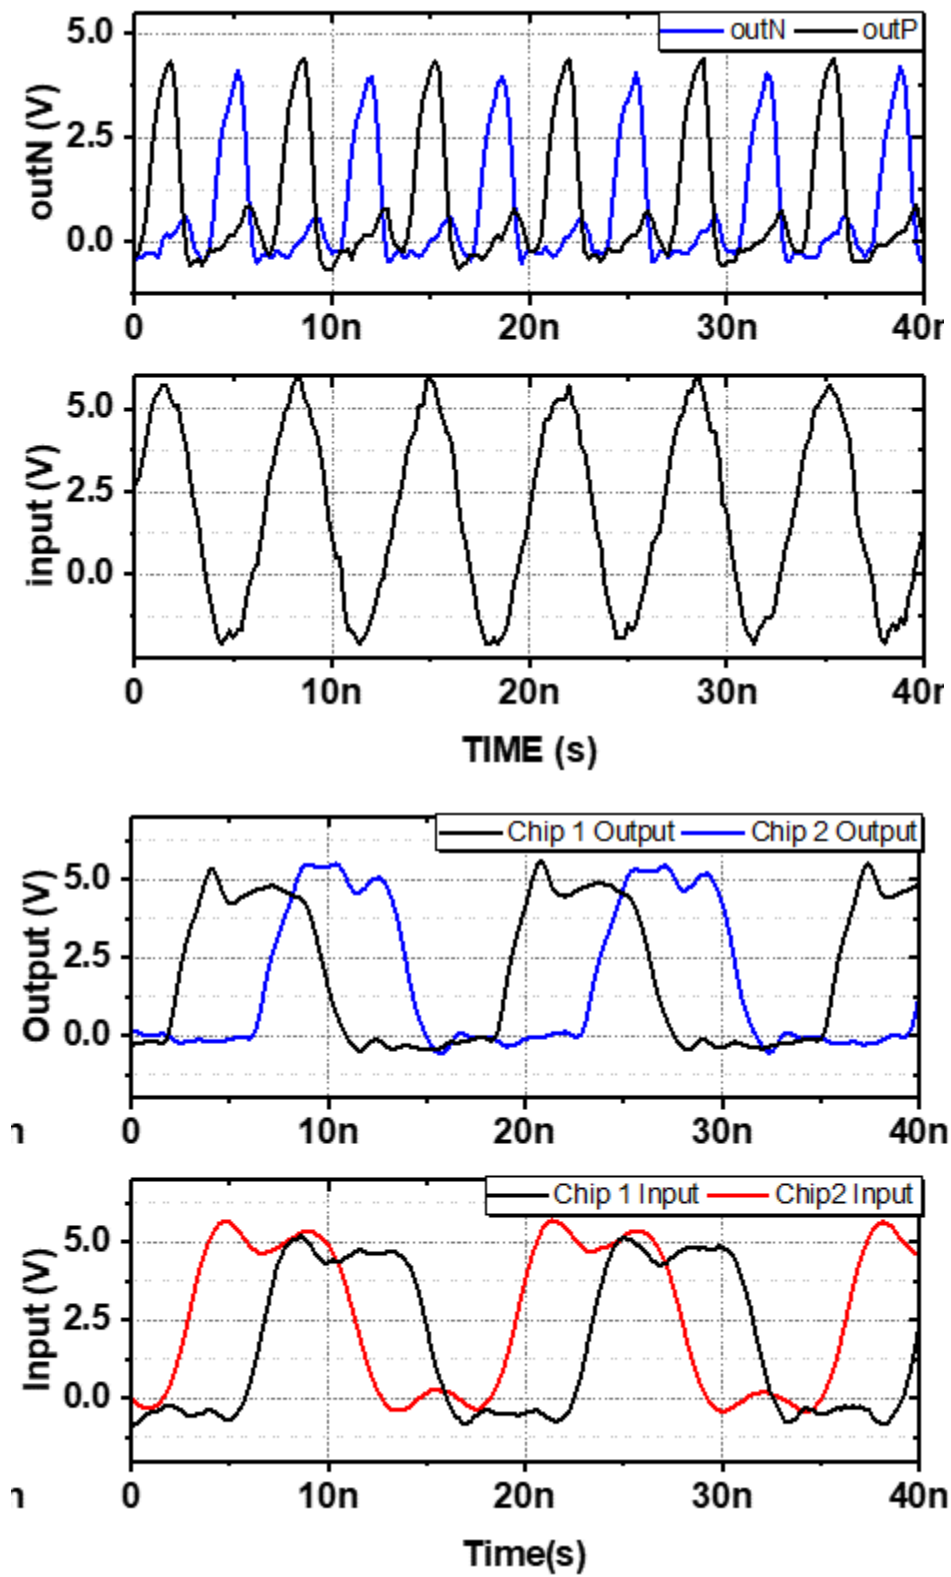 outN outP
5.0
2.5
0.0
outN (V)
0 10n 20n 30n 40r
5.0
2.5
0.0
input (V)
0 10n 20n 30n 40r
TIME (s)
Chip 1 Output Chip 2 Output
5.0
2.5
0.0
Output (V)
n 0 10n 20n 30n 40n
Chip 1 Input Chip2 Input
5.0
2.5
0.0
Input (V)
n 0 10n 20n 30n 40n
Time(s)